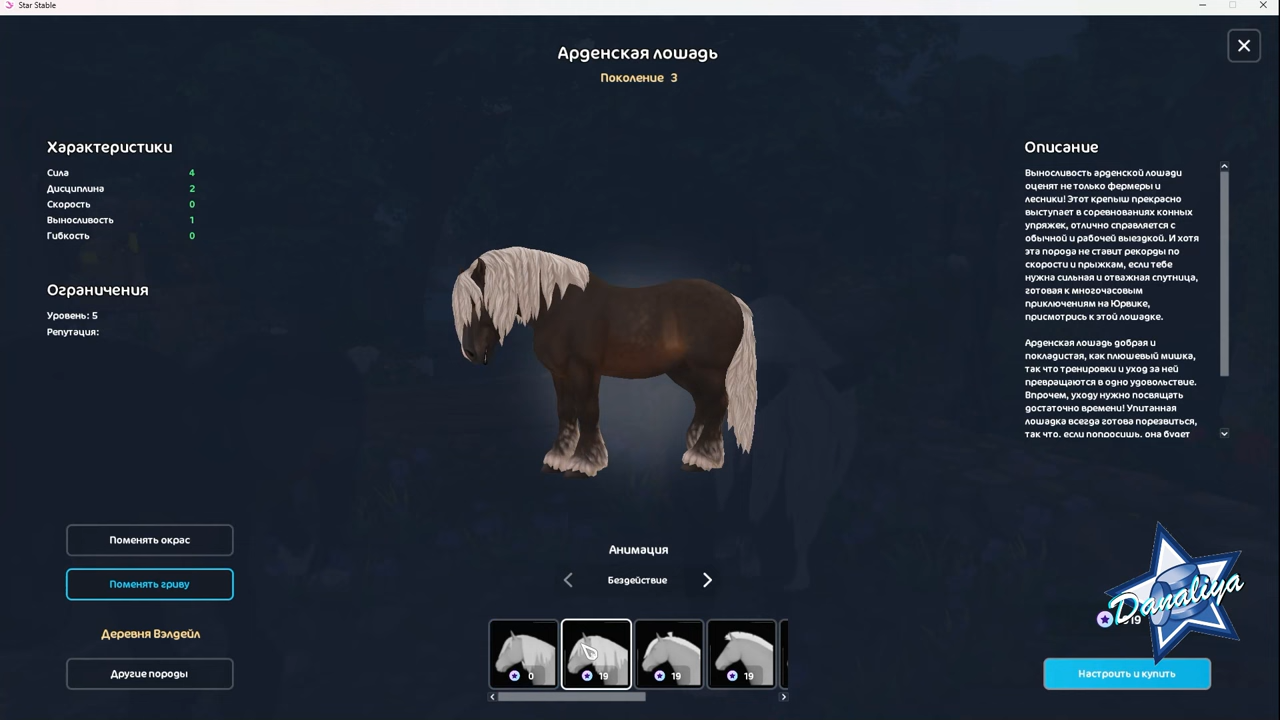 Star Stable
Арденская лошадь
Поколение 3
Характеристики
Сила 4
Дисциплина 2
Скорость 0
Выносливость 1
Гибкость 0
Ограничения
Уровень: 5
Репутация:
Описание
Выносливость арденской лошади
оценят не только фермеры и
лесники! Этот крепыш прекрасно
выступает в соревнованиях конных
упряжек, отлично справляется с
обычной и рабочей выездкой. И хотя
эта порода не ставит рекорды по
скорости и прыжкам, если тебе
нужна сильная и отважная спутница,
готовая к многочасовым
приключениям на Юрвике,
присмотрись к этой лошадке.
Арденская лошадь добрая и
покладистая, как плюшевый мишка,
так что тренировки и уход за ней
превращаются в одно удовольствие.
Впрочем, уходу нужно посвящать
достаточно времени! Упитанная
лошадка всегда готова порезвиться,
так что, если попросишь, она будет
Поменять окрас
Поменять гриву
Деревня Вэлдейл
Другие породы
Анимация
Бездействие
0
19
19
19
Danaliya
Настроить и купить